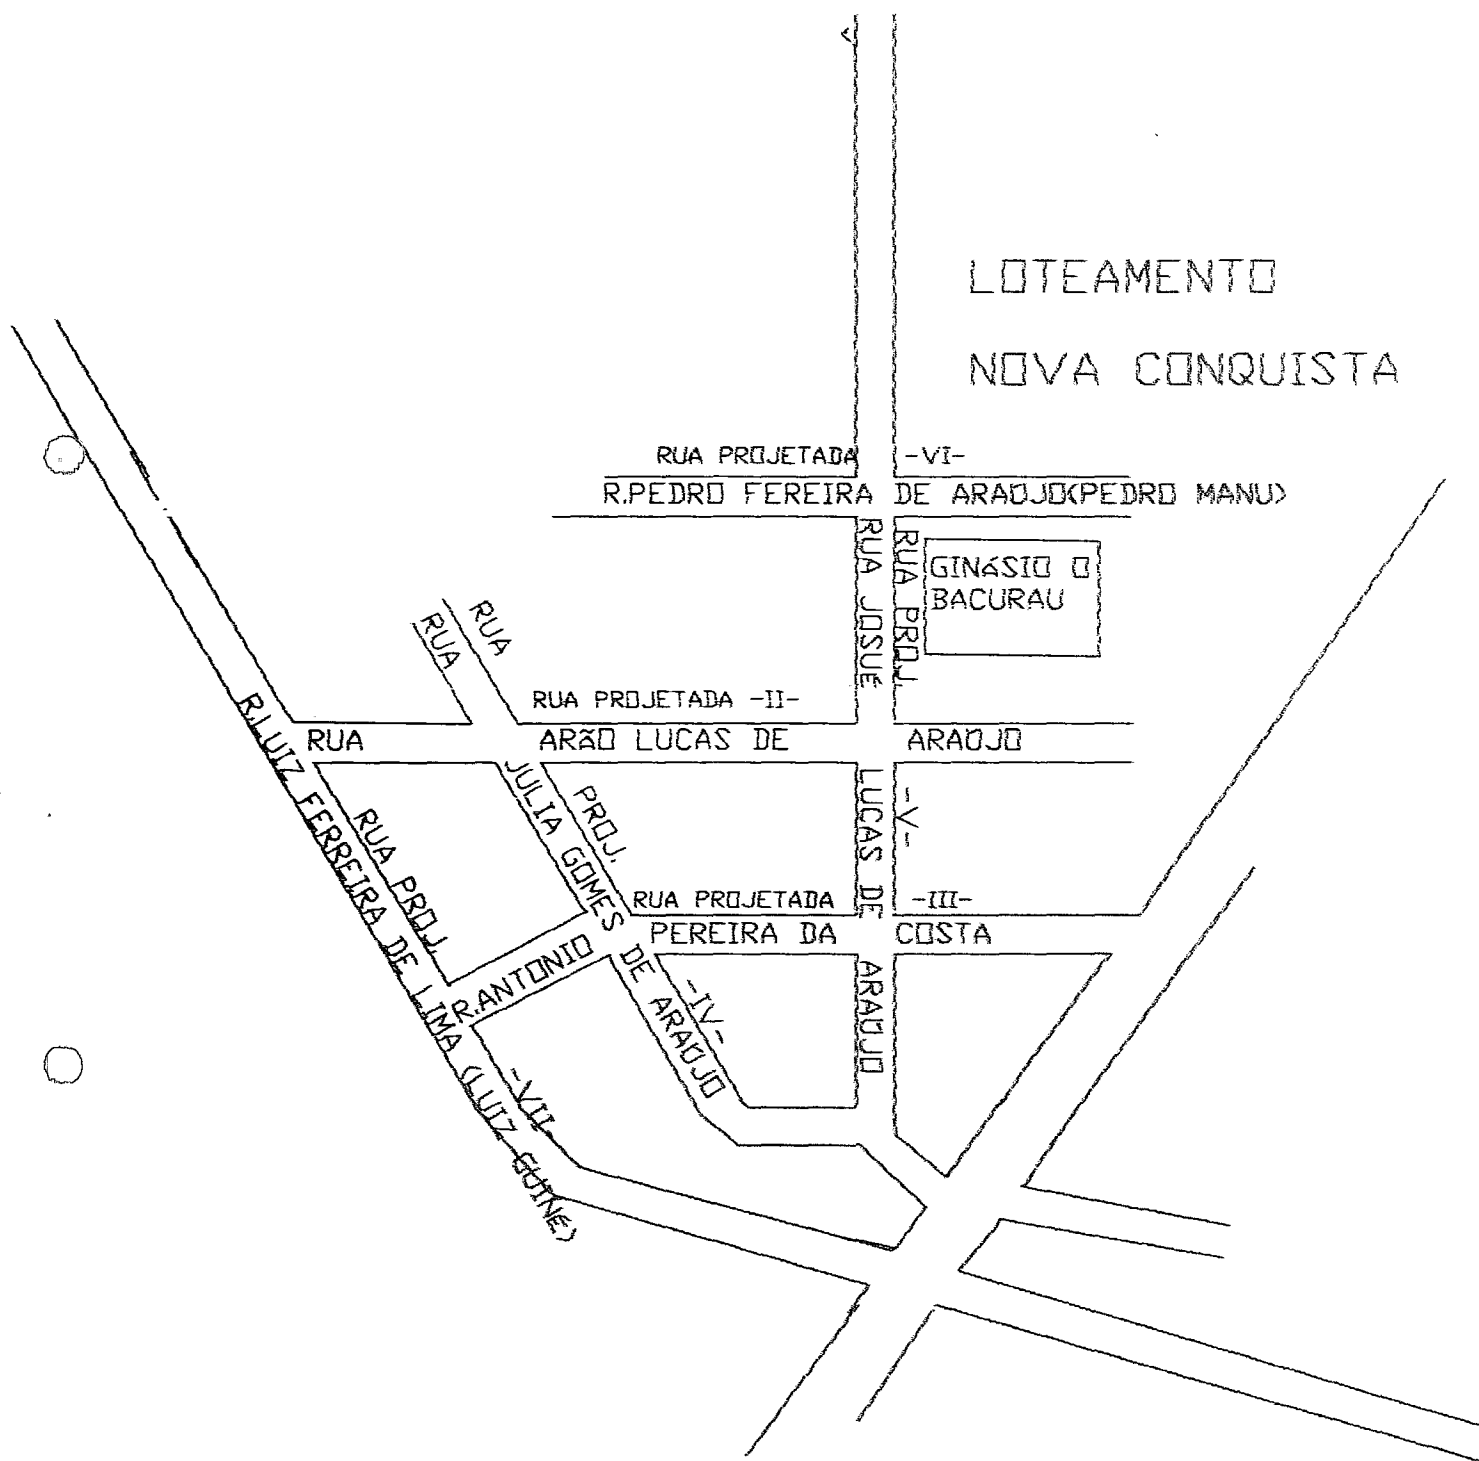 LOTEAMENTO
NOVA CONQUISTA
RUA PROJETADA -VI-
R.PEDRO FEREIRA DE ARAUJO(PEDRO MANU)
RUA JOSUÉ LUCAS DE ARAUJO
RUA PROJ. -V-
GINáSIO O
BACURAU
RUA PROJ. -IV-
RUA JULIA GOMES DE ARAUJO
RUA PROJETADA -II-
RUA ARãO LUCAS DE ARAUJO
R.LUIZ FERREIRA DE LIMA (LUIZ GUINÉ)
RUA PROJ. -VII-
RUA PROJETADA -III-
R.ANTONIO PEREIRA DA COSTA